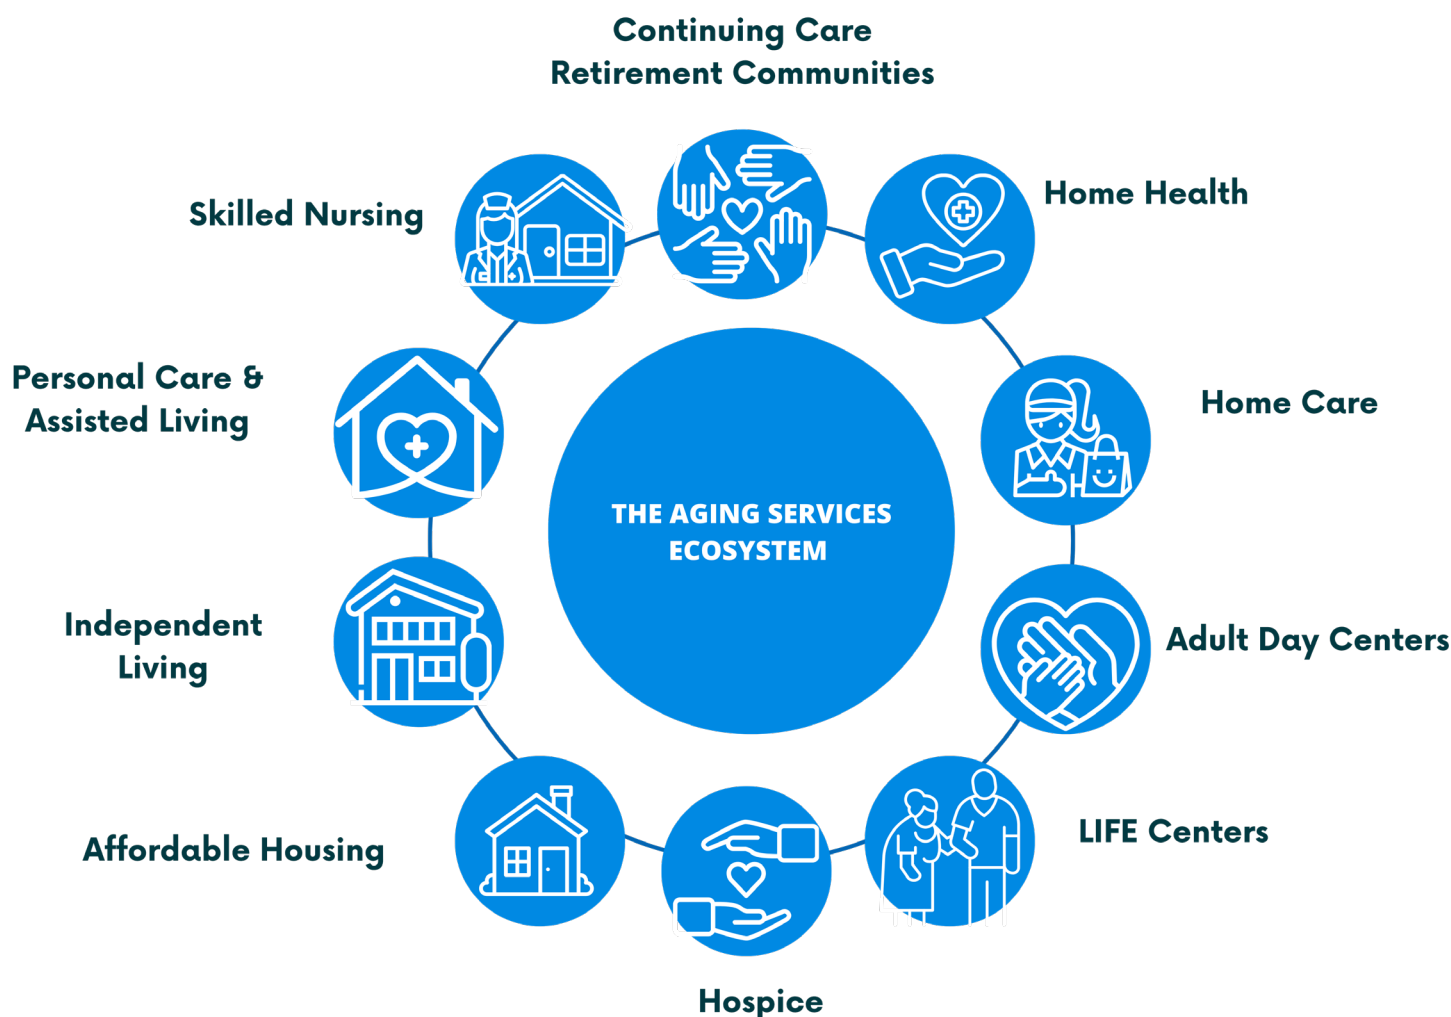 Continuing Care
Retirement Communities
Skilled Nursing
Home Health
Personal Care &
Assisted Living
Home Care
THE AGING SERVICES
ECOSYSTEM
Independent
Living
Adult Day Centers
Affordable Housing
LIFE Centers
Hospice